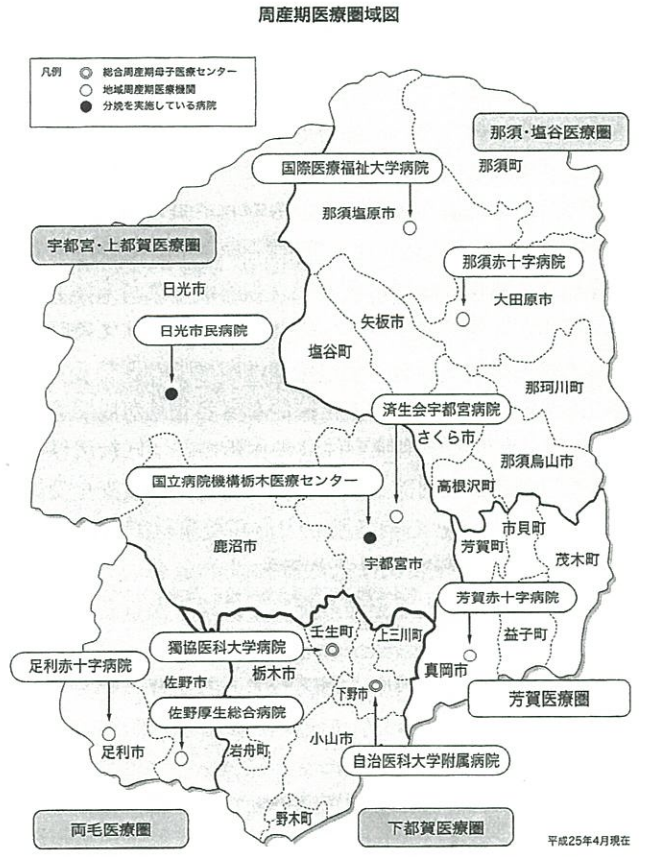 周産期医療圏域図
凡例
◎ 総合周産期母子医療センター
○ 地域周産期医療機関
● 分娩を実施している病院
那須・塩谷医療圏
那須町
国際医療福祉大学病院
那須塩原市
宇都宮・上都賀医療圏
那須赤十字病院
日光市
大田原市
日光市民病院
矢板市
塩谷町
那珂川町
済生会宇都宮病院
さくら市
那須烏山市
国立病院機構栃木医療センター
高根沢町
市貝町
鹿沼市
芳賀町
茂木町
宇都宮市
芳賀赤十字病院
壬生町
上三川町
益子町
獨協医科大学病院
足利赤十字病院
栃木市
真岡市
佐野市
下野市
芳賀医療圏
佐野厚生総合病院
小山市
足利市
岩舟町
自治医科大学附属病院
野木町
両毛医療圏
下都賀医療圏
平成25年4月現在